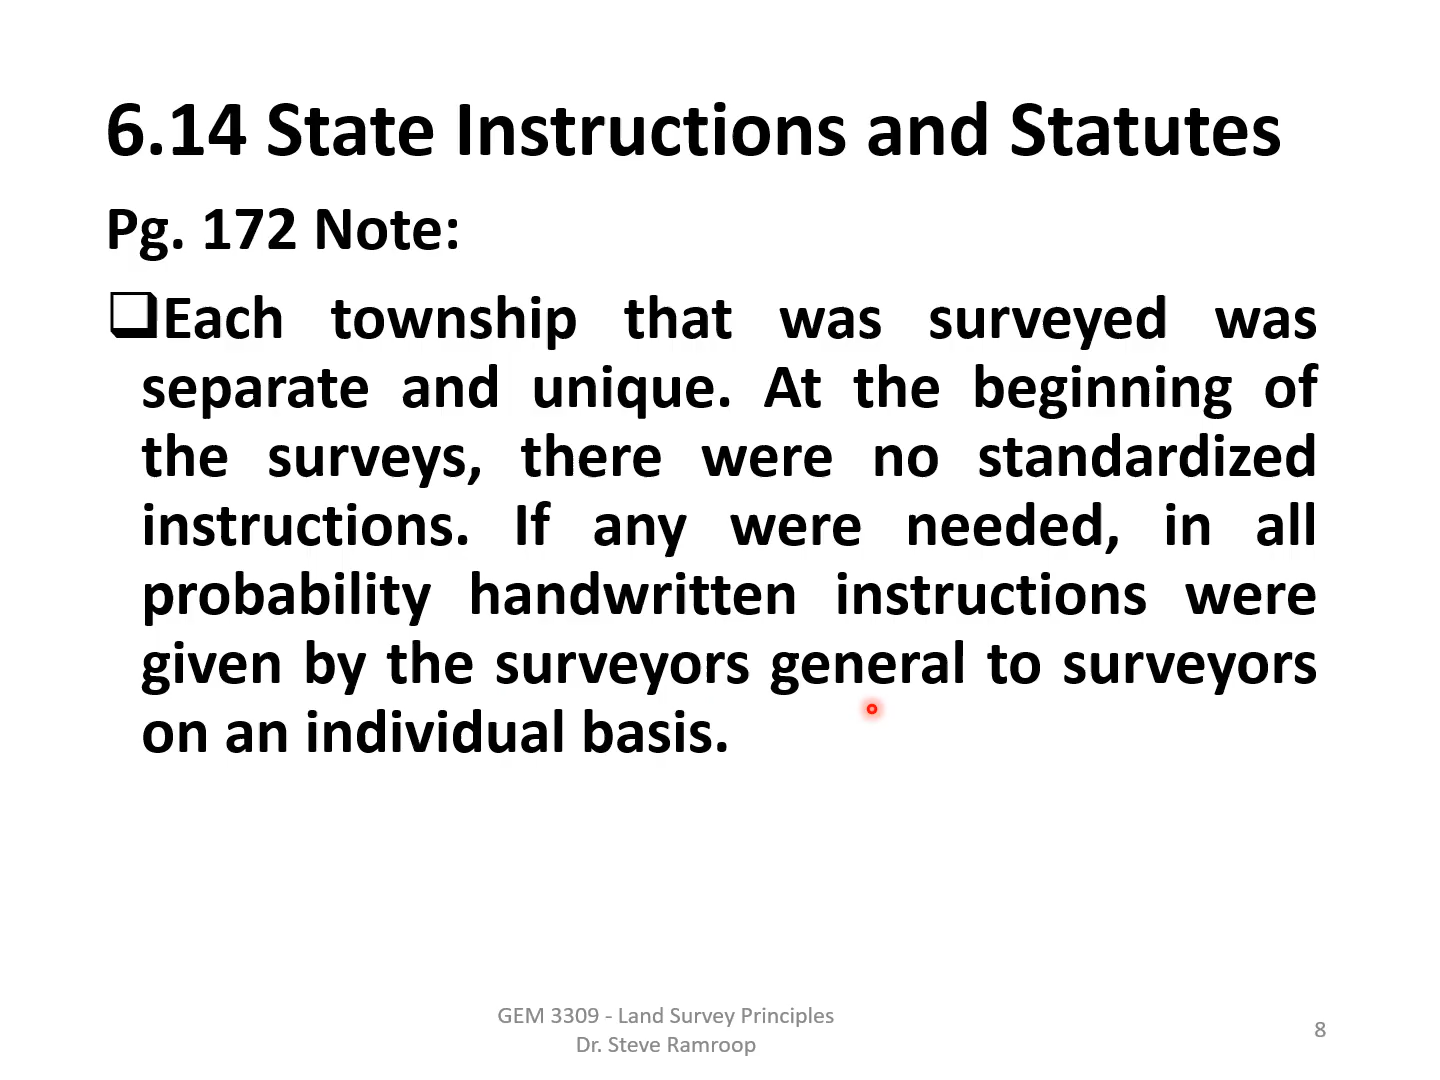 6.14 State Instructions and Statutes
Pg. 172 Note:
Each township that was surveyed was
separate and unique. At the beginning of
the surveys, there were no standardized
instructions. If any were needed, in all
probability handwritten instructions were
given by the surveyors general to surveyors
on an individual basis.
GEM 3309 - Land Survey Principles
Dr. Steve Ramroop
8